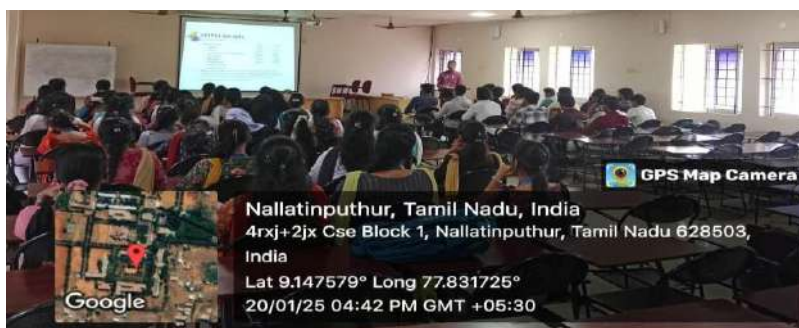 GPS Map Camera
Nallatinputhur, Tamil Nadu, India
4rxj+2jx Cse Block 1, Nallatinputhur, Tamil Nadu 628503,
India
Lat 9.147579° Long 77.831725°
20/01/25 04:42 PM GMT +05:30
Google